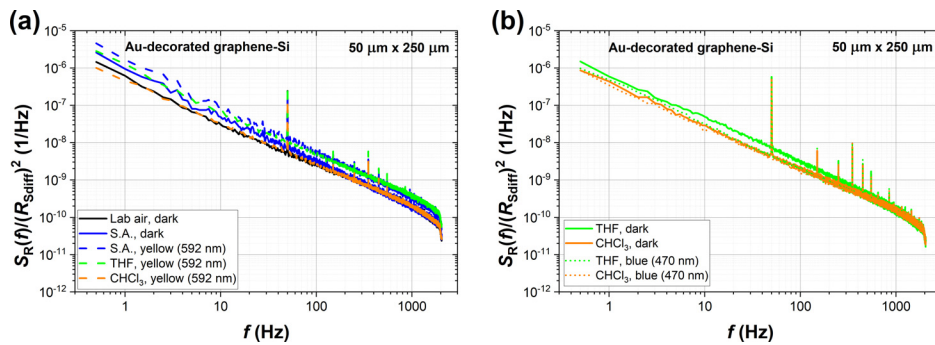 (a)
Au-decorated graphene-Si 50 μm x 250 μm
10⁻⁵
10⁻⁶
10⁻⁷
10⁻⁸
10⁻⁹
10⁻¹⁰
10⁻¹¹
10⁻¹²
S_R(f)/(R_Sdiff)² (1/Hz)
Lab air, dark
S.A., dark
S.A., yellow (592 nm)
THF, yellow (592 nm)
CHCl₃, yellow (592 nm)
1 10 100 1000
f (Hz)
(b)
Au-decorated graphene-Si 50 μm x 250 μm
10⁻⁵
10⁻⁶
10⁻⁷
10⁻⁸
10⁻⁹
10⁻¹⁰
10⁻¹¹
10⁻¹²
S_R(f)/(R_Sdiff)² (1/Hz)
THF, dark
CHCl₃, dark
THF, blue (470 nm)
CHCl₃, blue (470 nm)
1 10 100 1000
f (Hz)